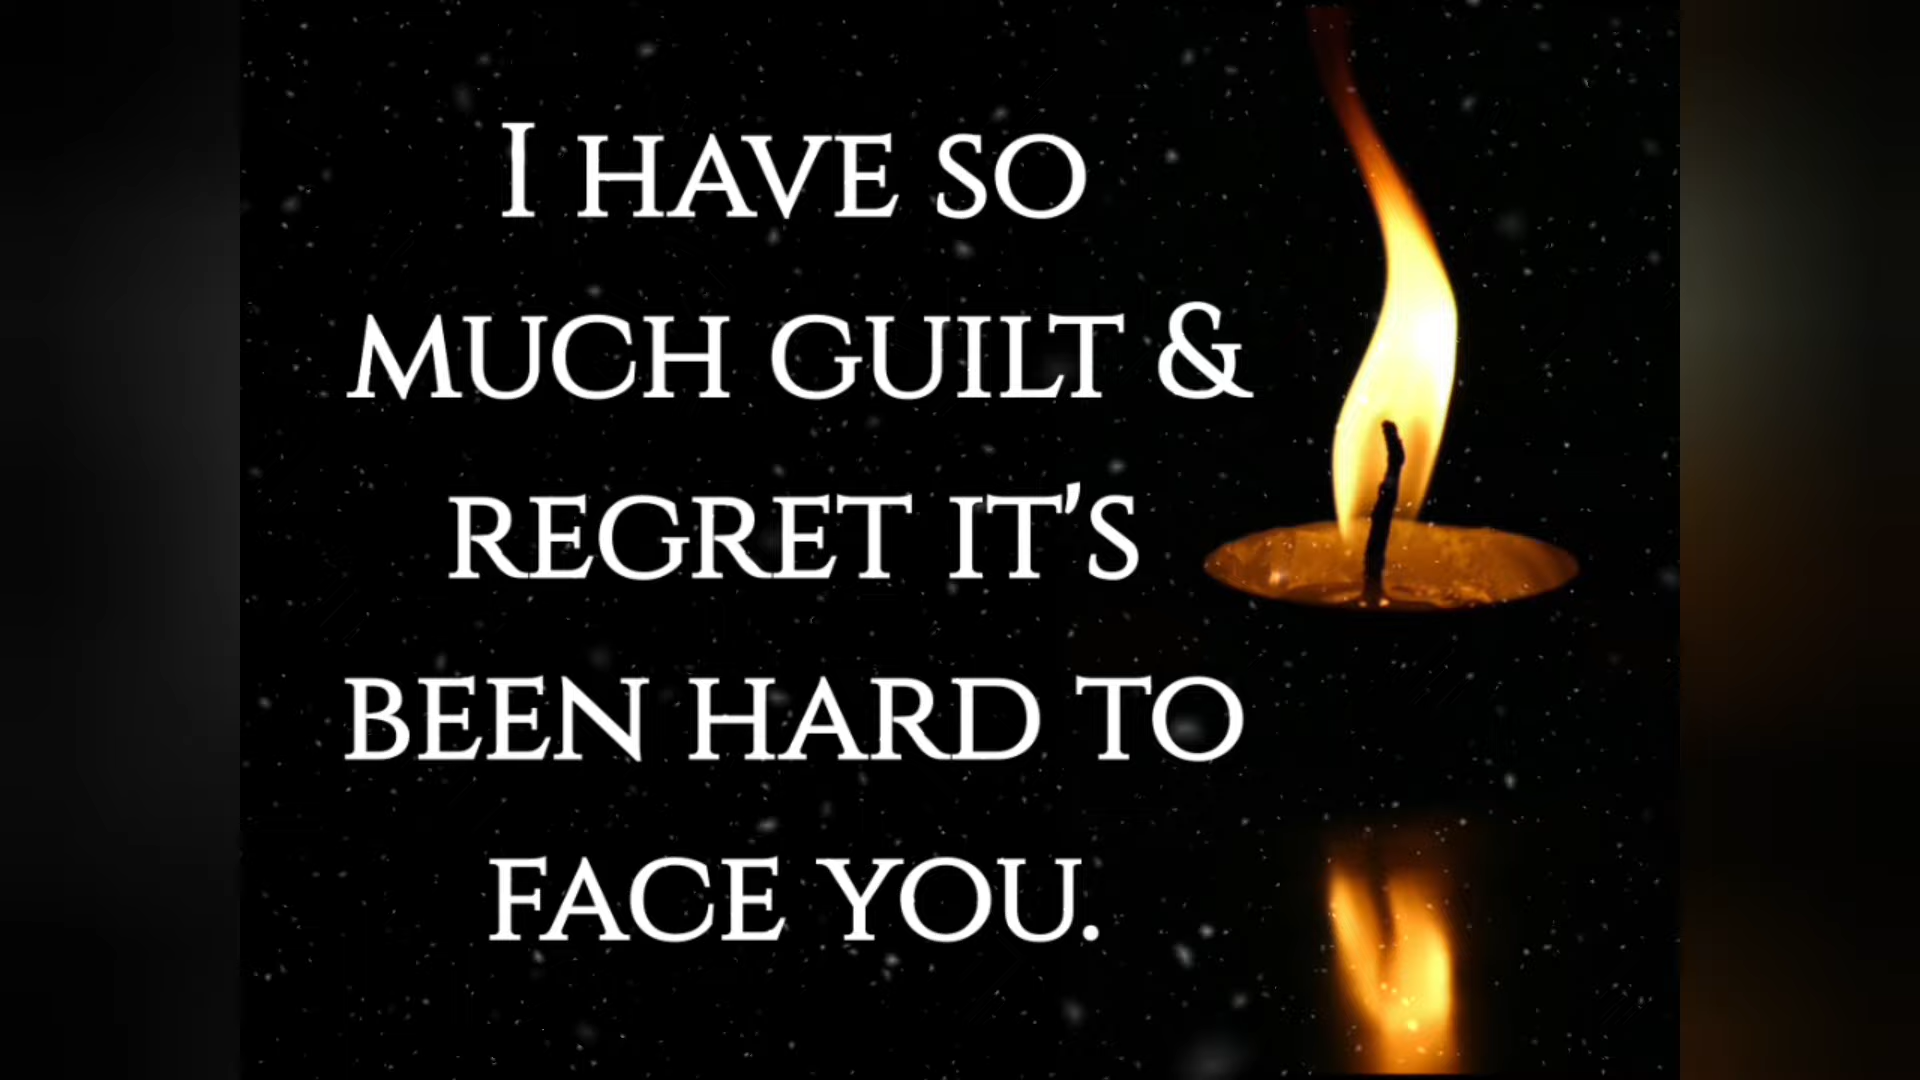 I HAVE SO
MUCH GUILT &
REGRET IT'S
BEEN HARD TO
FACE YOU.